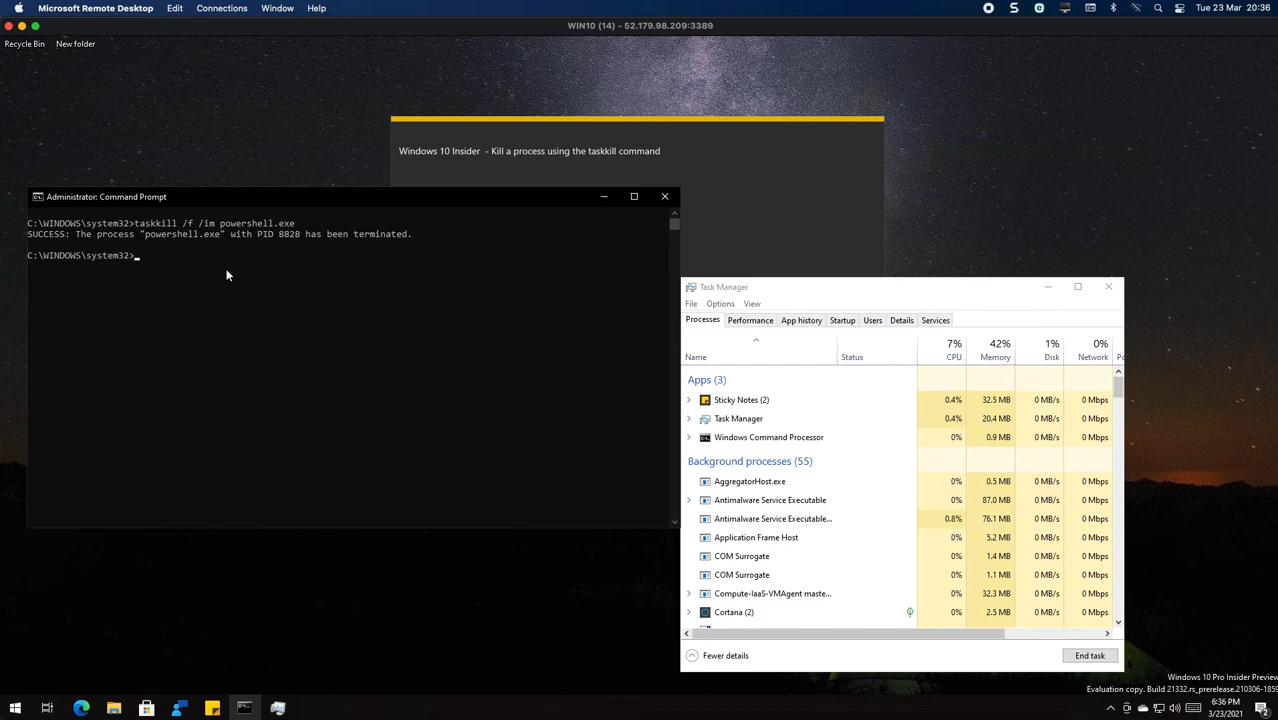 Microsoft Remote Desktop Edit Connections Window Help Tue 23 Mar 20:36
WIN10 (14) - 52.179.98.209:3389
Recycle Bin New folder
Windows 10 Insider - Kill a process using the taskkill command
Administrator: Command Prompt
C:\WINDOWS\system32>taskkill /f /im powershell.exe
SUCCESS: The process "powershell.exe" with PID 8828 has been terminated.
C:\WINDOWS\system32>
Task Manager
File Options View
Processes Performance App history Startup Users Details Services
7% 42% 1% 0%
Name Status CPU Memory Disk Network Po
Apps (3)
Sticky Notes (2) 0.4% 32.5 MB 0 MB/s 0 Mbps
Task Manager 0.4% 20.4 MB 0 MB/s 0 Mbps
Windows Command Processor 0% 0.9 MB 0 MB/s 0 Mbps
Background processes (55)
AggregatorHost.exe 0% 0.5 MB 0 MB/s 0 Mbps
Antimalware Service Executable 0% 87.0 MB 0 MB/s 0 Mbps
Antimalware Service Executable... 0.8% 76.1 MB 0 MB/s 0 Mbps
Application Frame Host 0% 5.2 MB 0 MB/s 0 Mbps
COM Surrogate 0% 1.4 MB 0 MB/s 0 Mbps
COM Surrogate 0% 1.1 MB 0 MB/s 0 Mbps
Compute-IaaS-VMAgent maste... 0% 32.3 MB 0 MB/s 0 Mbps
Cortana (2) 0% 2.5 MB 0 MB/s 0 Mbps
Fewer details End task
Windows 10 Pro Insider Preview
Evaluation copy. Build 21332.rs_prerelease.210306-1859
6:36 PM
3/23/2021
2